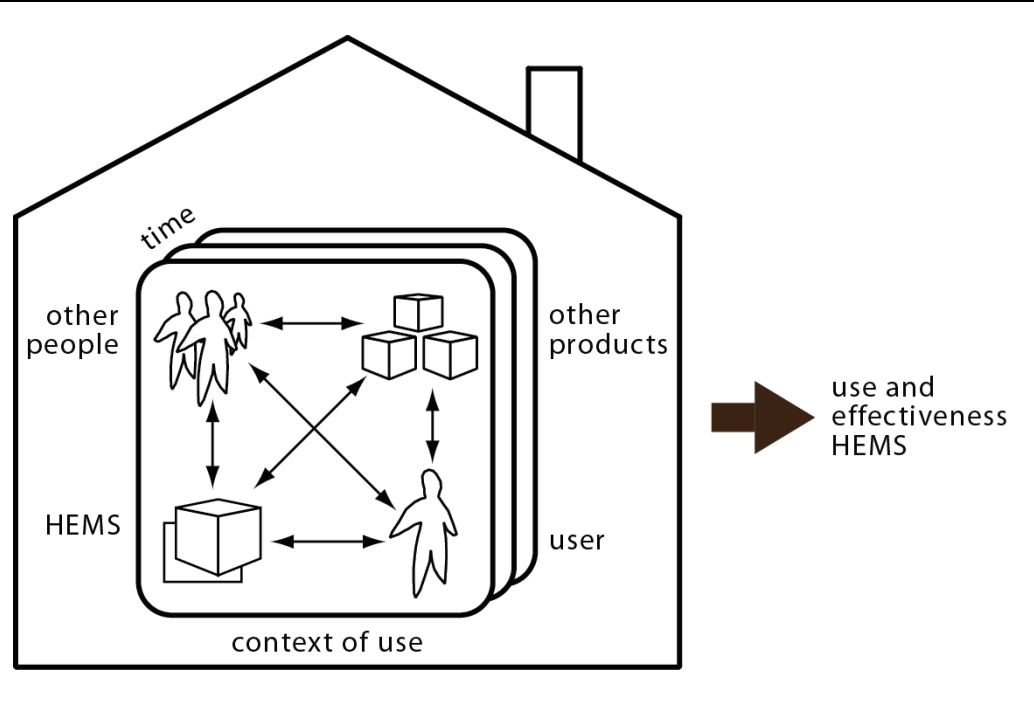 time
other
people
other
products
HEMS
user
context of use
use and
effectiveness
HEMS